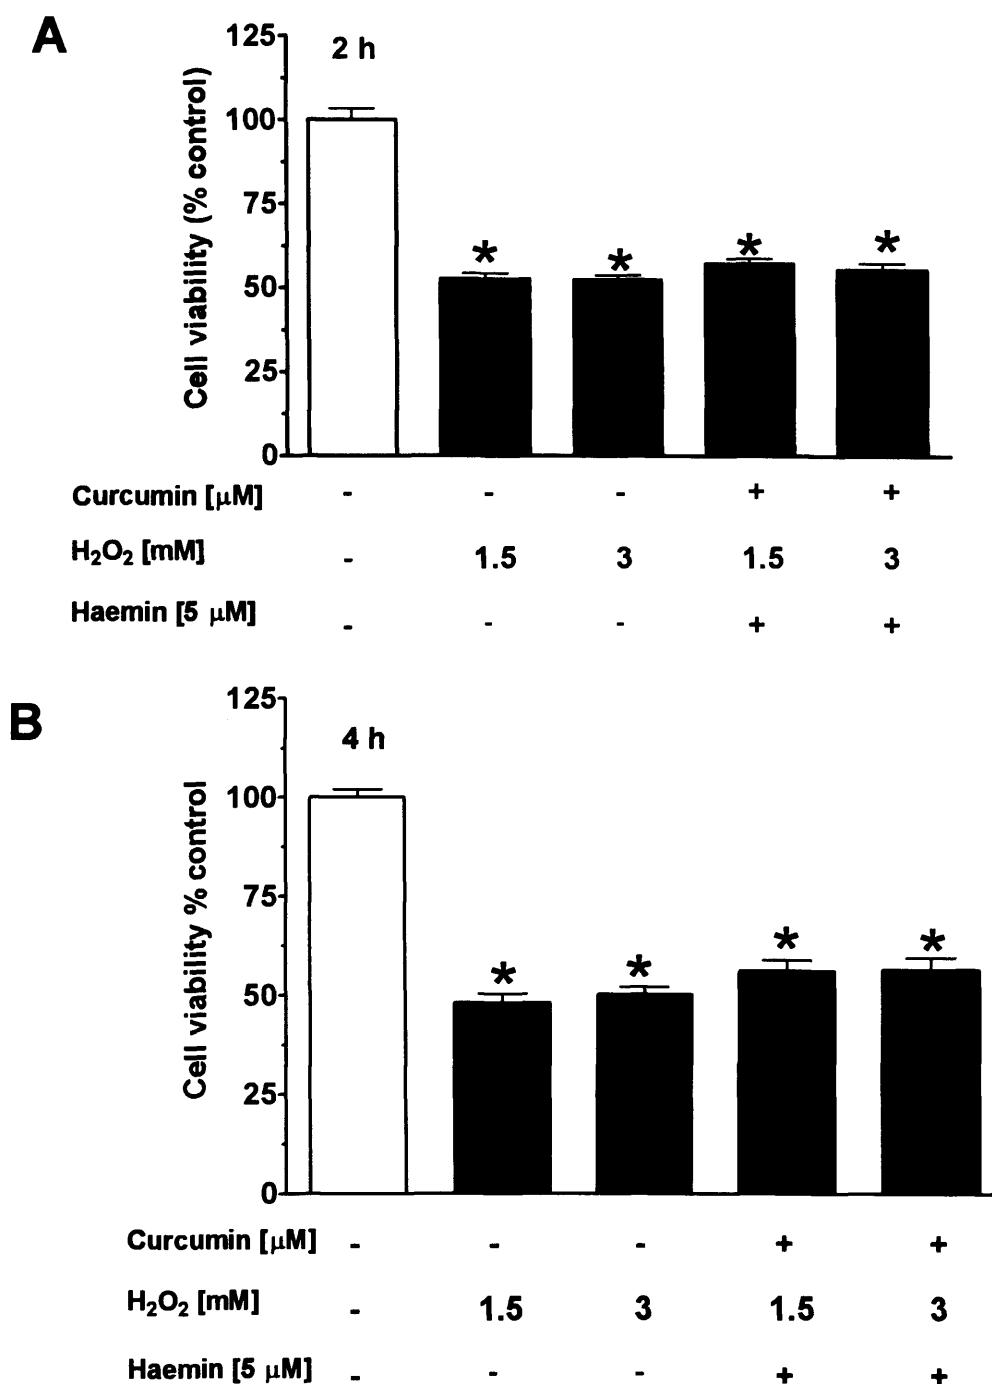 A
2 h
Cell viability (% control)
125
100
75
50
25
0
* * * *
Curcumin [μM] - - - + +
H₂O₂ [mM] - 1.5 3 1.5 3
Haemin [5 μM] - - - + +
B
4 h
Cell viability % control
125
100
75
50
25
0
* * * *
Curcumin [μM] - - - + +
H₂O₂ [mM] - 1.5 3 1.5 3
Haemin [5 μM] - - - + +